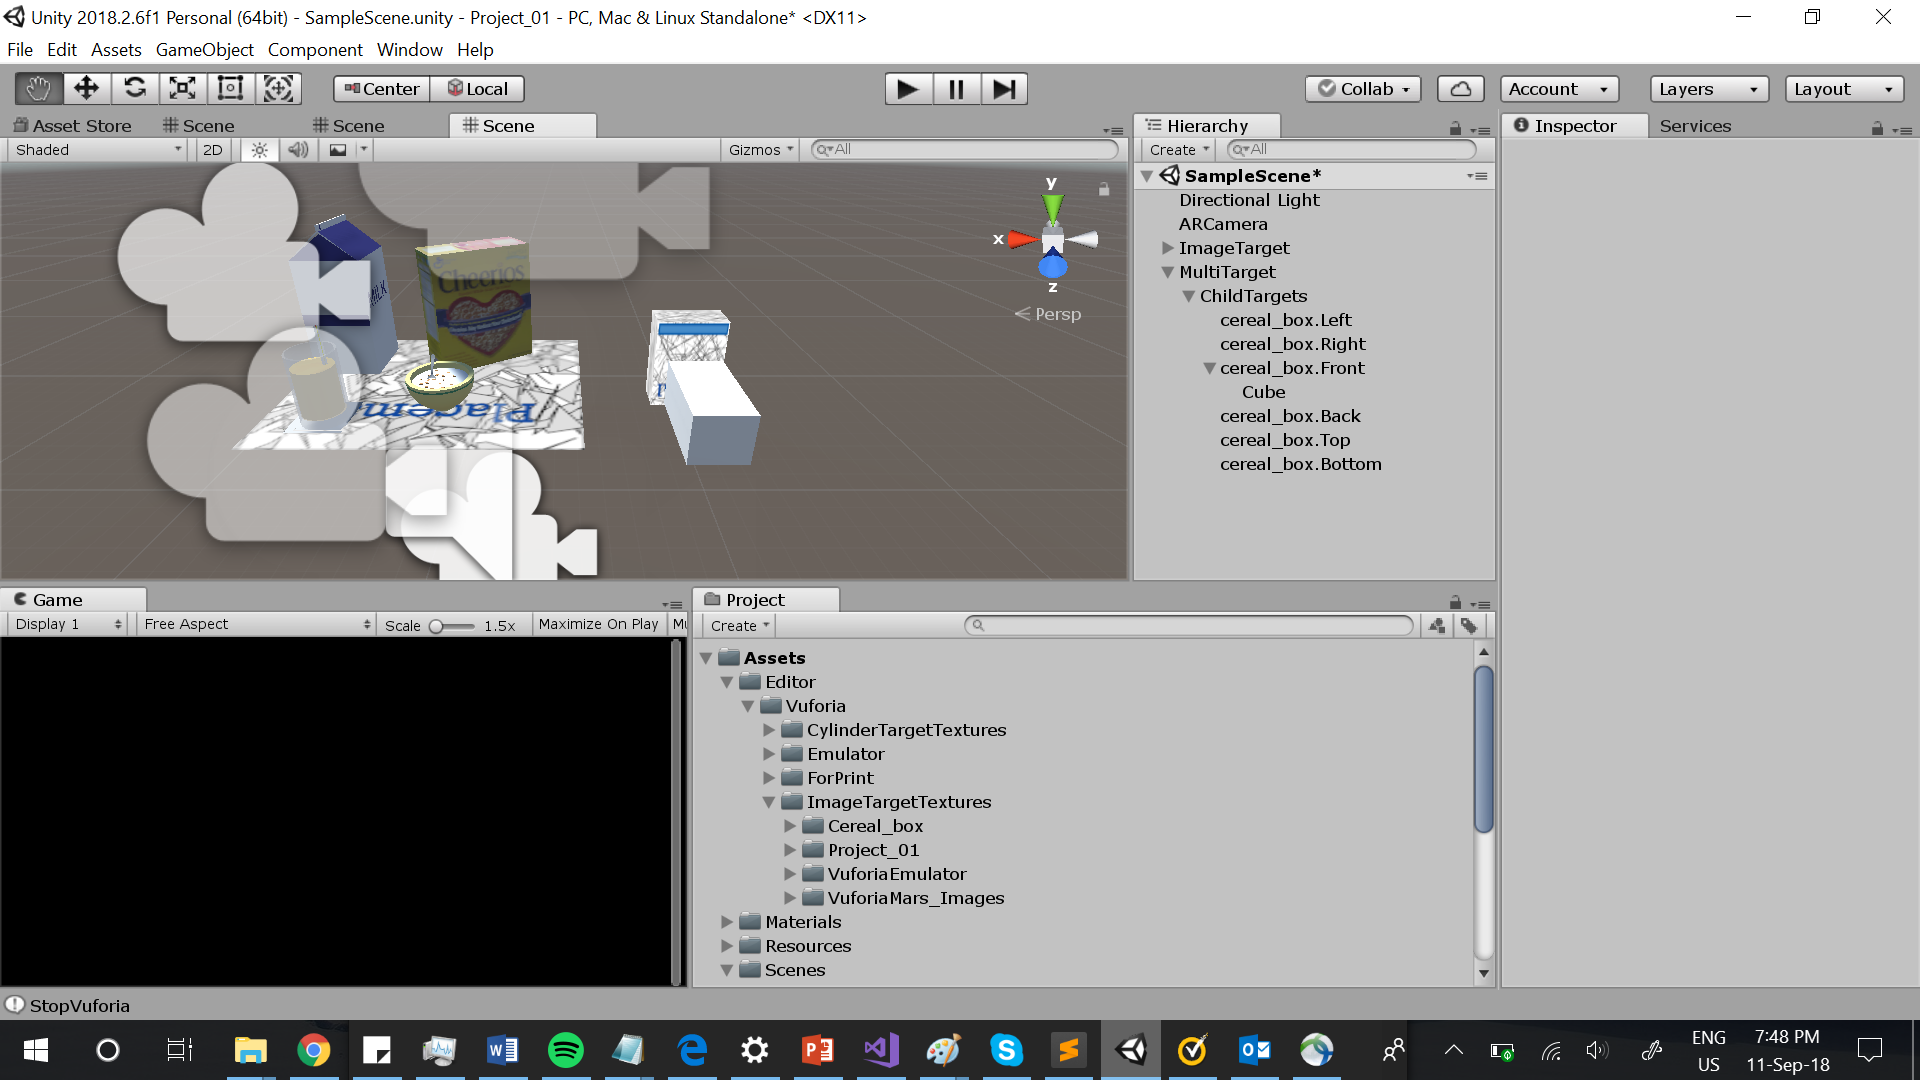 Unity 2018.2.6f1 Personal (64bit) - SampleScene.unity - Project_01 - PC, Mac & Linux Standalone* <DX11>
File Edit Assets GameObject Component Window Help
Center Local Collab Account Layers Layout
Asset Store Scene Scene Scene
Shaded 2D Gizmos All
y
x
z
Persp
Cheerios
MILK
Hierarchy
Create All
SampleScene*
Directional Light
ARCamera
ImageTarget
MultiTarget
ChildTargets
cereal_box.Left
cereal_box.Right
cereal_box.Front
Cube
cereal_box.Back
cereal_box.Top
cereal_box.Bottom
Inspector Services
Game
Display 1 Free Aspect Scale 1.5x Maximize On Play Mu
Project
Create
Assets
Editor
Vuforia
CylinderTargetTextures
Emulator
ForPrint
ImageTargetTextures
Cereal_box
Project_01
VuforiaEmulator
VuforiaMars_Images
Materials
Resources
Scenes
StopVuforia
ENG
US
7:48 PM
11-Sep-18